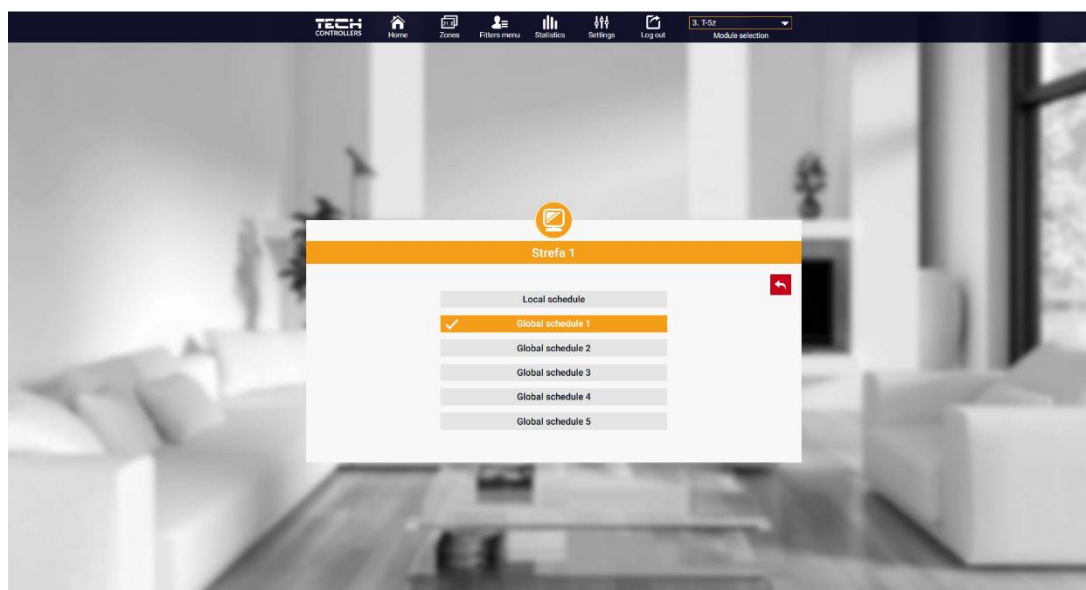 TECH
CONTROLLERS
Home
Zones
Fitters menu
Statistics
Settings
Log out
3. T-5z
Module selection
Strefa 1
Local schedule
Global schedule 1
Global schedule 2
Global schedule 3
Global schedule 4
Global schedule 5